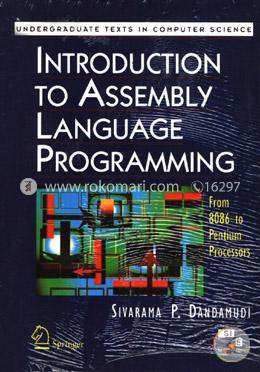 UNDERGRADUATE TEXTS IN COMPUTER SCIENCE
INTRODUCTION
TO ASSEMBLY
LANGUAGE
PROGRAMMING
www.rokomari.com 16297
From
8086 to
Pentium
Processors
SIVARAMA P. DANDAMUDI
Springer